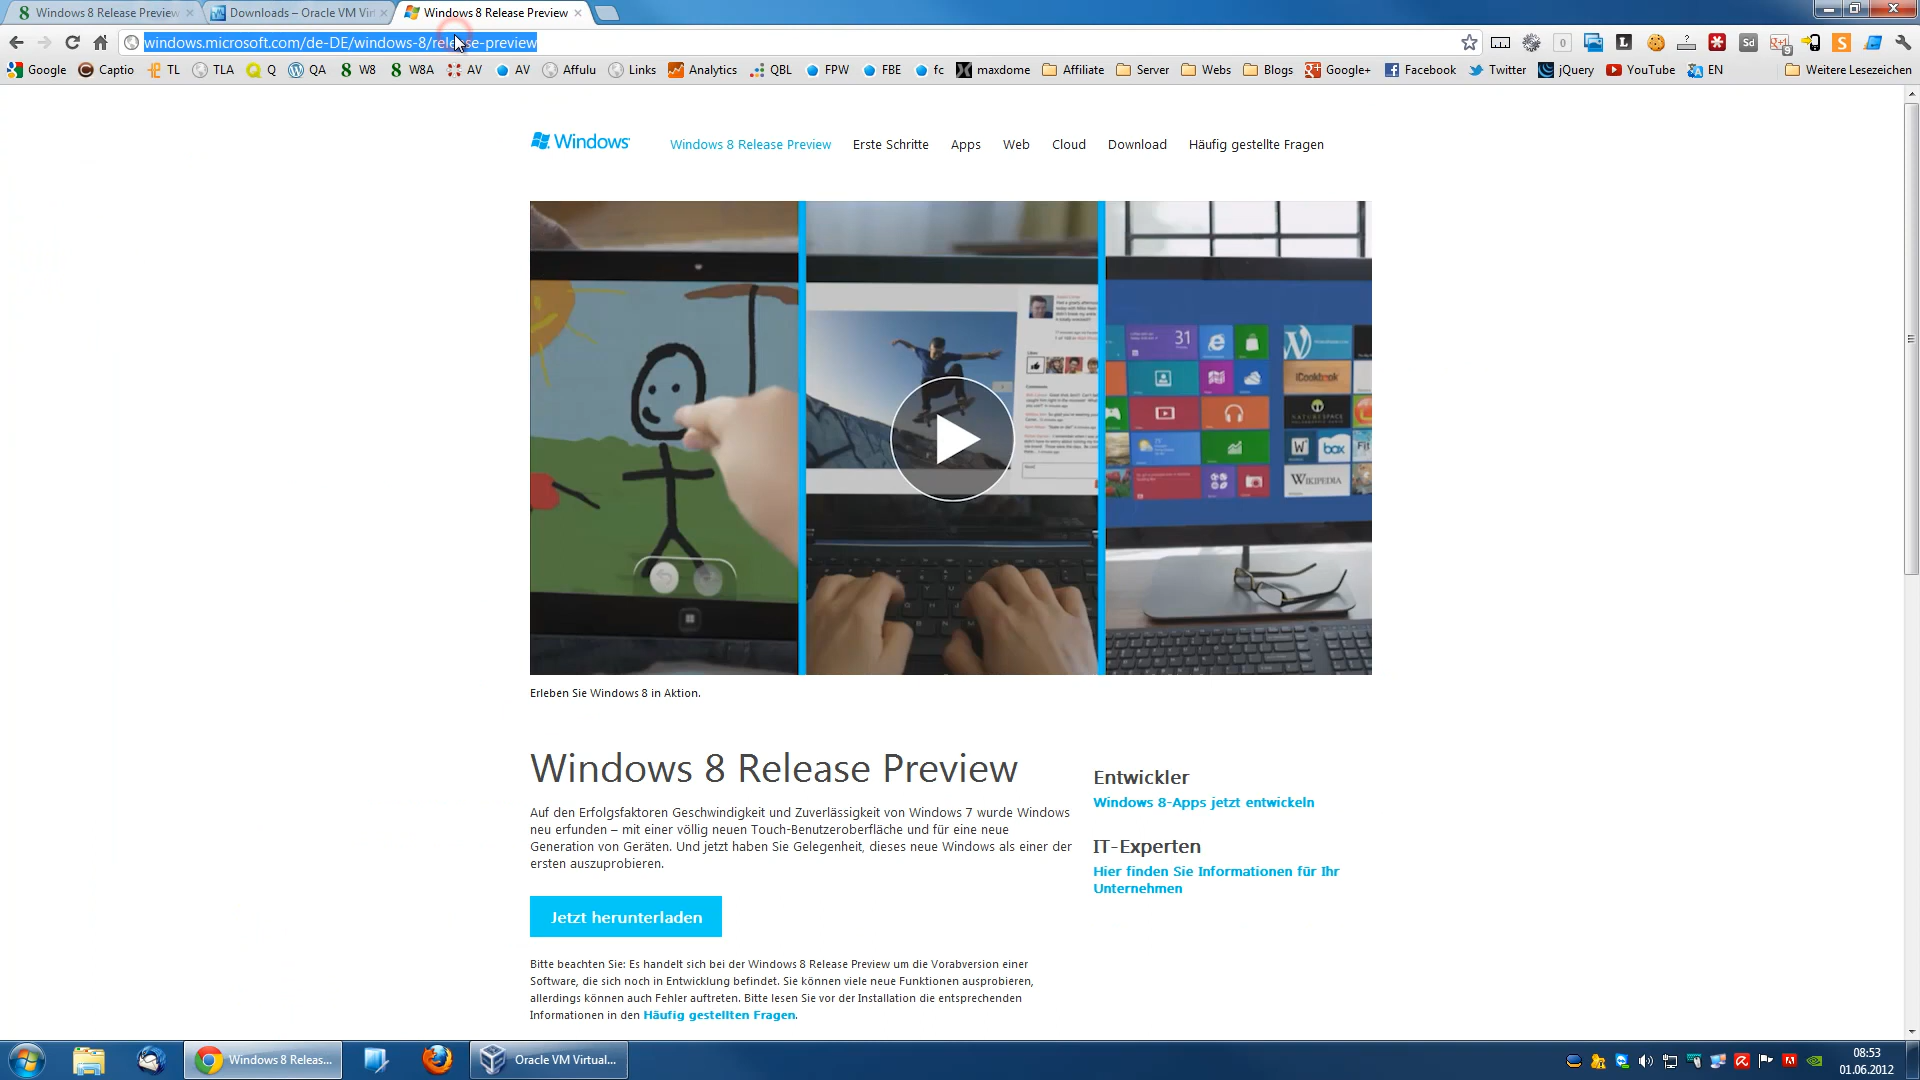 Windows 8 Release Preview
Downloads – Oracle VM Virt
Windows 8 Release Preview
windows.microsoft.com/de-DE/windows-8/release-preview
Google Captio TL TLA Q QA W8 W8A AV AV Affulu Links Analytics QBL FPW FBE fc maxdome Affiliate Server Webs Blogs Google+ Facebook Twitter jQuery YouTube EN Weitere Lesezeichen
Windows
Windows 8 Release Preview Erste Schritte Apps Web Cloud Download Häufig gestellte Fragen
31
iCookbook
box
WIKIPEDIA
Erleben Sie Windows 8 in Aktion.
Windows 8 Release Preview
Auf den Erfolgsfaktoren Geschwindigkeit und Zuverlässigkeit von Windows 7 wurde Windows
neu erfunden – mit einer völlig neuen Touch-Benutzeroberfläche und für eine neue
Generation von Geräten. Und jetzt haben Sie Gelegenheit, dieses neue Windows als einer der
ersten auszuprobieren.
Jetzt herunterladen
Bitte beachten Sie: Es handelt sich bei der Windows 8 Release Preview um die Vorabversion einer
Software, die sich noch in Entwicklung befindet. Sie können viele neue Funktionen ausprobieren,
allerdings können auch Fehler auftreten. Bitte lesen Sie vor der Installation die entsprechenden
Informationen in den Häufig gestellten Fragen.
Entwickler
Windows 8-Apps jetzt entwickeln
IT-Experten
Hier finden Sie Informationen für Ihr
Unternehmen
Windows 8 Releas...
Oracle VM Virtual...
08:53
01.06.2012